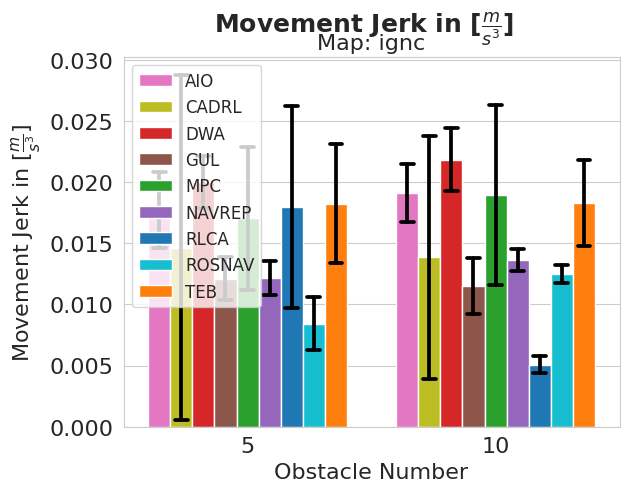 Movement Jerk in [m/s³]
Map: ignc
Movement Jerk in [m/s³]
0.030
0.025
0.020
0.015
0.010
0.005
0.000
AIO
CADRL
DWA
GUL
MPC
NAVREP
RLCA
ROSNAV
TEB
5
10
Obstacle Number